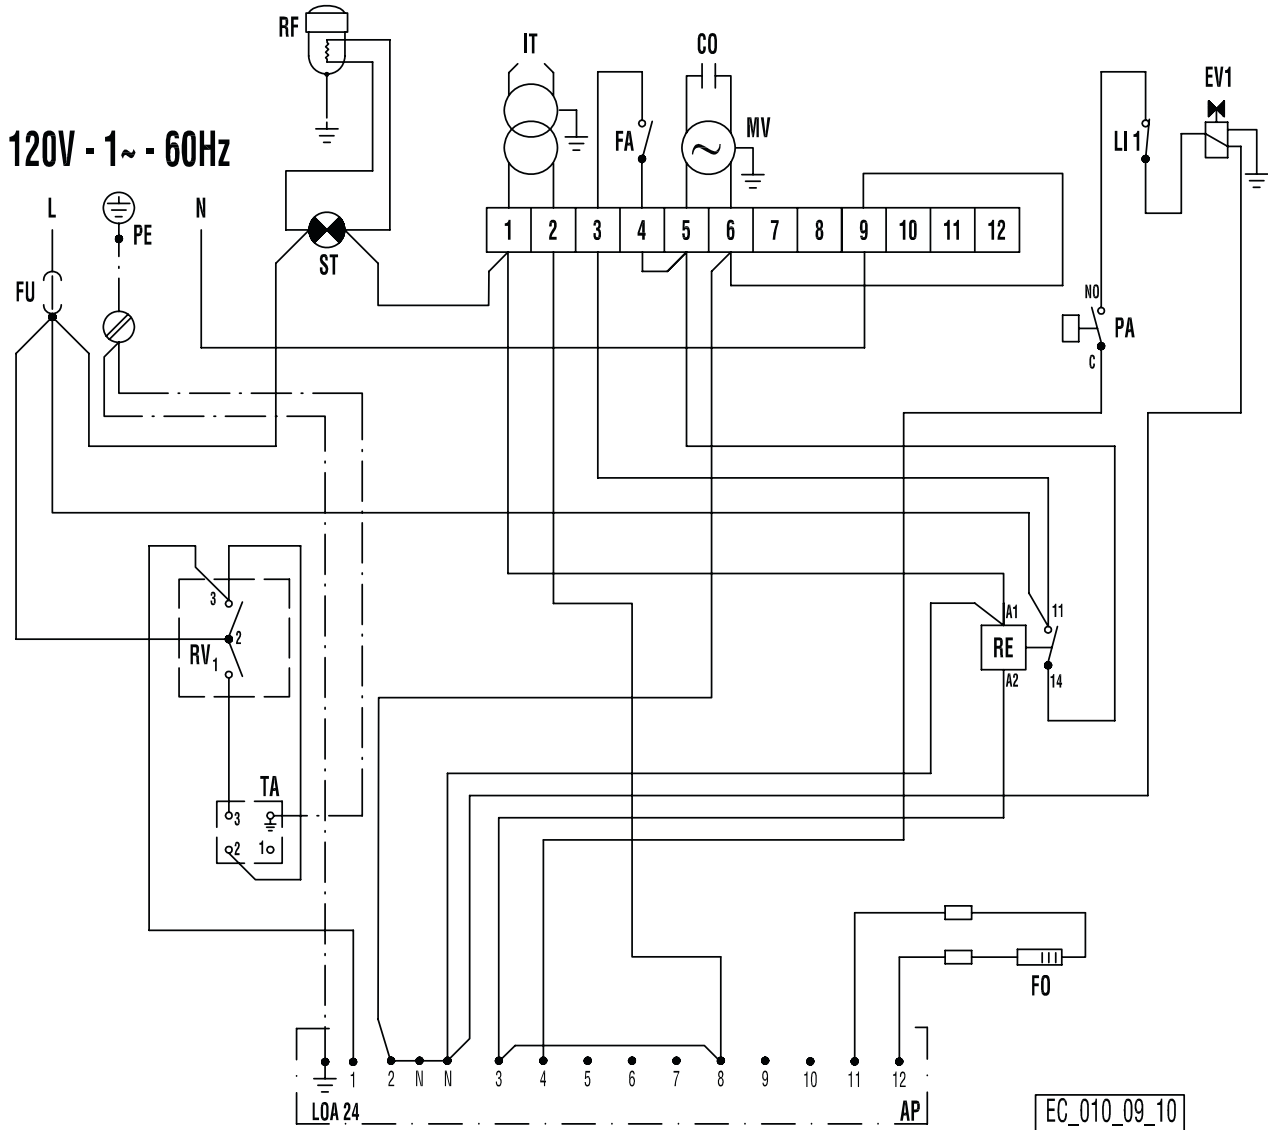 RF
IT
CO
EV1
120V - 1~ - 60Hz
FA
MV
LI 1
L
PE
N
ST
1 2 3 4 5 6 7 8 9 10 11 12
FU
NO
PA
C
3
2
RV 1
A1
11
RE
A2
14
TA
3
2
1
FO
1 2 N N 3 4 5 6 7 8 9 10 11 12
LOA 24
AP
EC_010_09_10